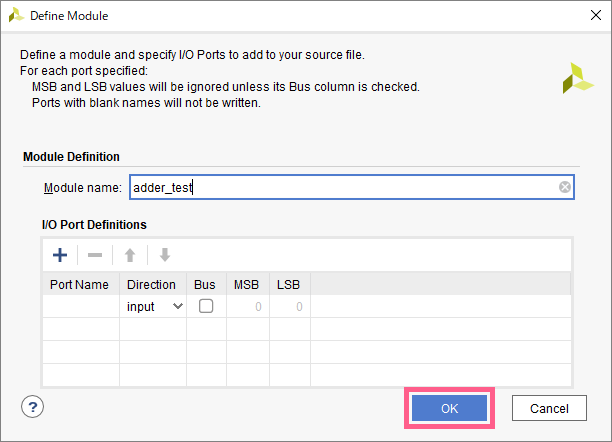 Define Module
Define a module and specify I/O Ports to add to your source file.
For each port specified:
MSB and LSB values will be ignored unless its Bus column is checked.
Ports with blank names will not be written.
Module Definition
Module name: adder_test
I/O Port Definitions
Port Name Direction Bus MSB LSB
input 0 0
? OK Cancel